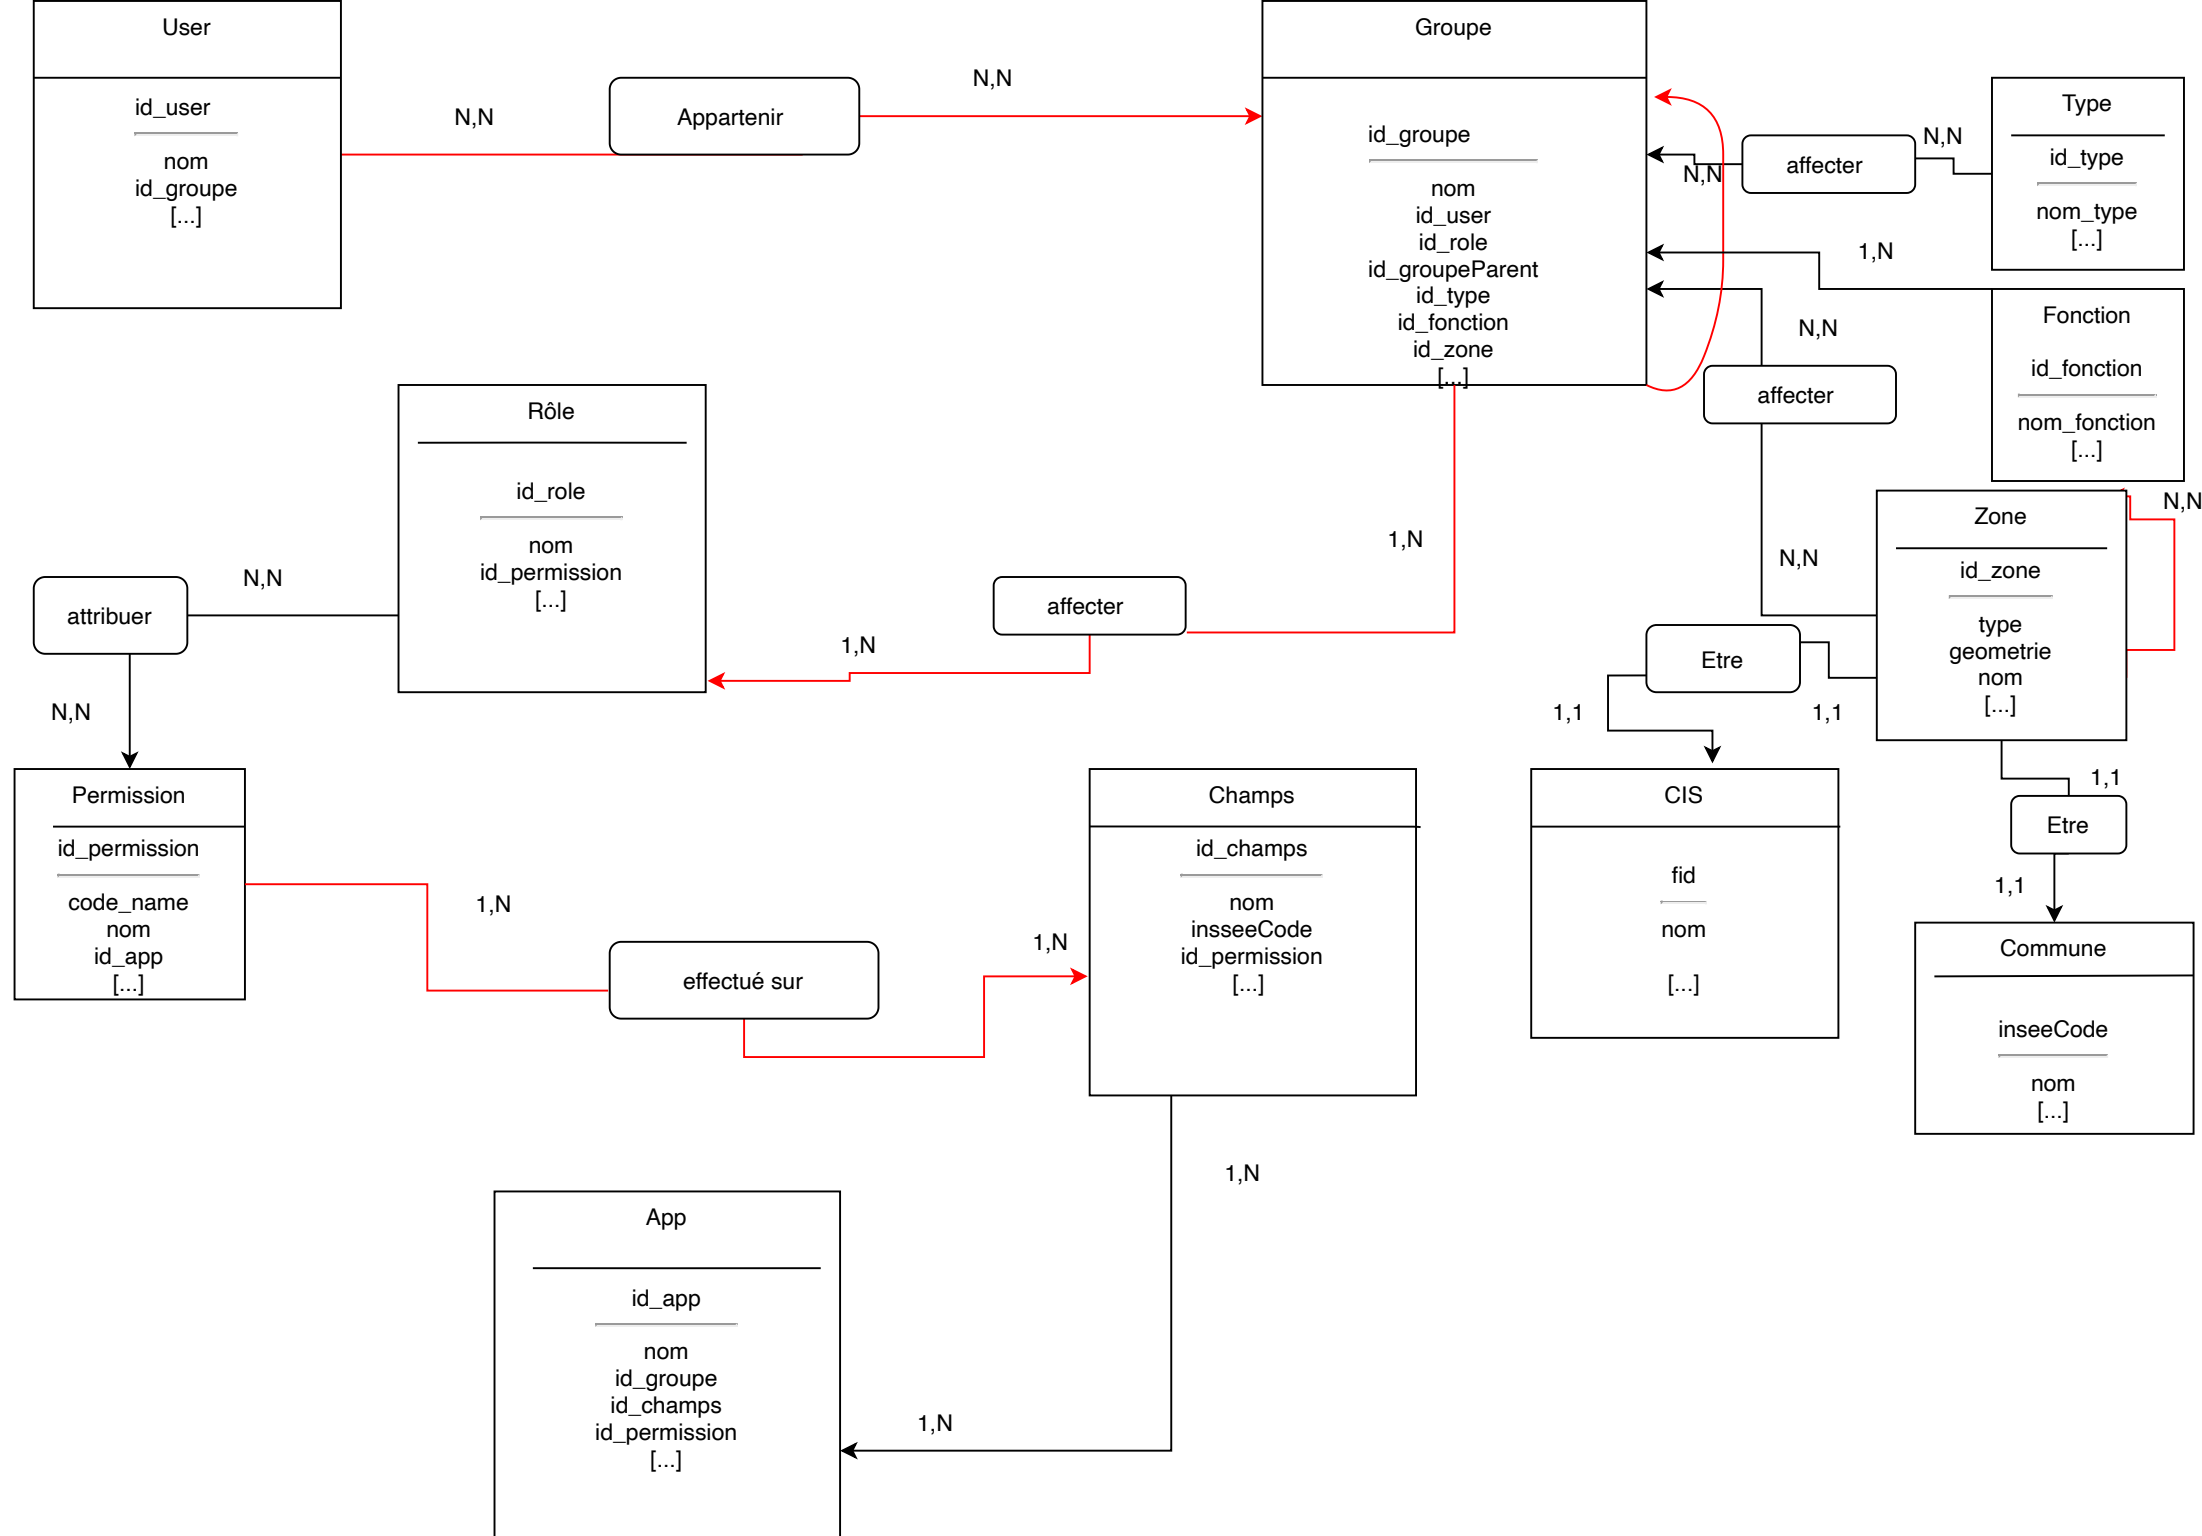 User
id_user
nom
id_groupe
[...]
N,N
Appartenir
N,N
Groupe
id_groupe
nom
id_user
id_role
id_groupeParent
id_type
id_fonction
id_zone
[...]
N,N
affecter
N,N
Type
id_type
nom_type
[...]
1,N
Fonction
id_fonction
nom_fonction
[...]
N,N
affecter
N,N
Rôle
id_role
nom
id_permission
[...]
1,N
affecter
1,N
N,N
attribuer
N,N
Zone
id_zone
type
geometrie
nom
[...]
N,N
Etre
1,1
1,1
1,1
Etre
1,1
Permission
id_permission
code_name
nom
id_app
[...]
1,N
effectué sur
1,N
Champs
id_champs
nom
insseeCode
id_permission
[...]
CIS
fid
nom
[...]
Commune
inseeCode
nom
[...]
1,N
App
id_app
nom
id_groupe
id_champs
id_permission
[...]
1,N